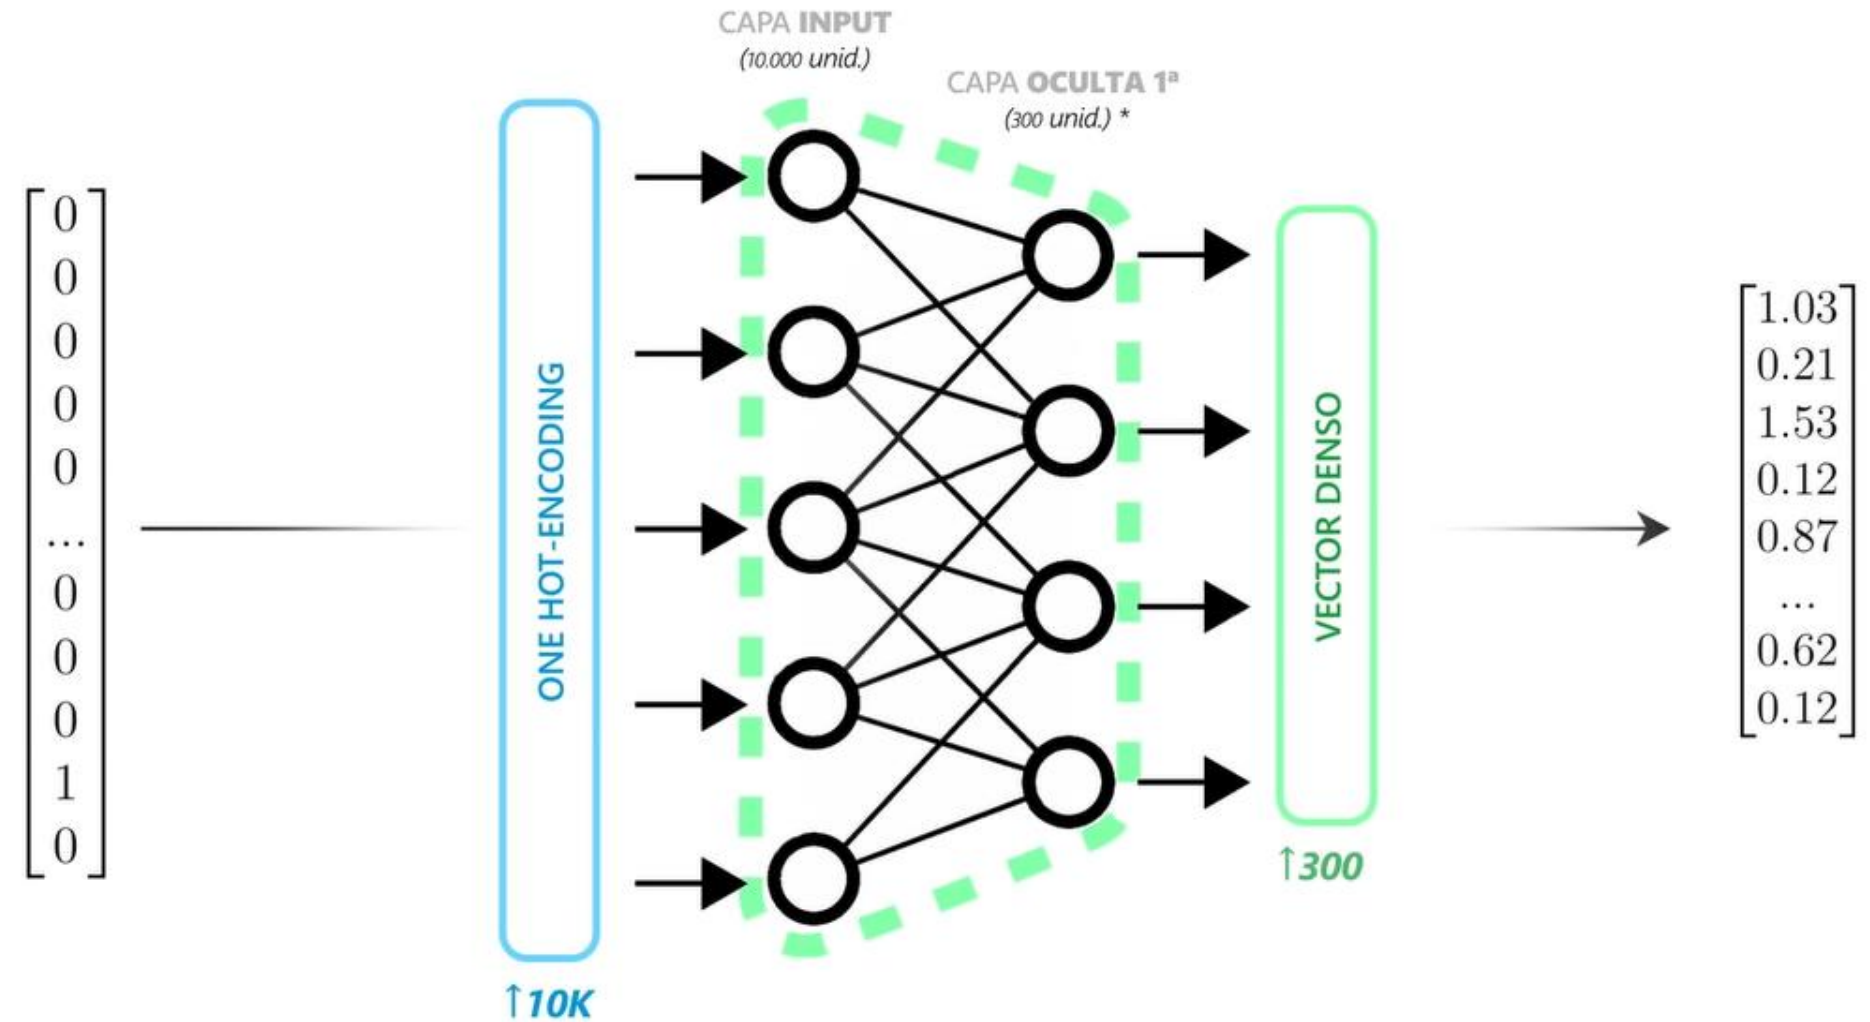 CAPA INPUT
(10.000 unid.)
CAPA OCULTA 1ª
(300 unid.) *
0
0
0
0
0
...
0
0
0
1
0
ONE HOT-ENCODING
↑10K
VECTOR DENSO
↑300
1.03
0.21
1.53
0.12
0.87
...
0.62
0.12